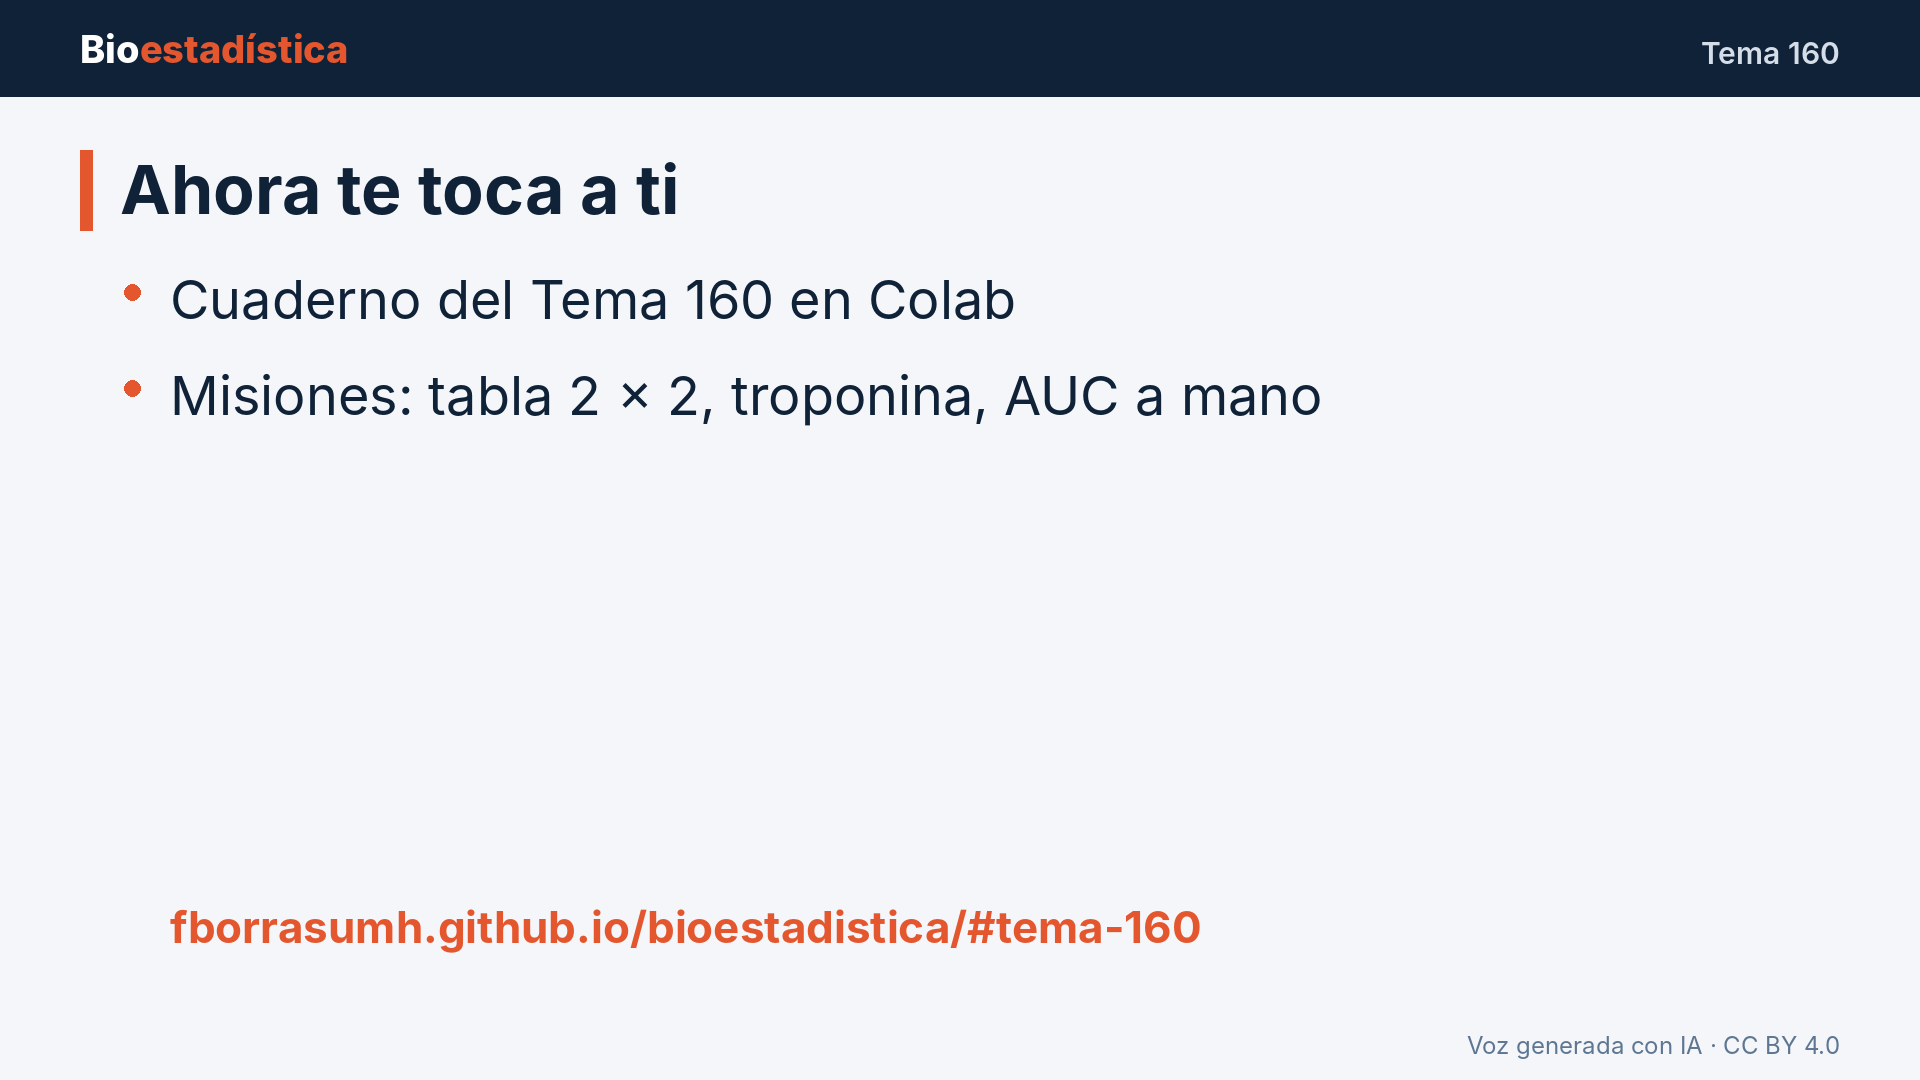 Bioestadística
Tema 160
Ahora te toca a ti
• Cuaderno del Tema 160 en Colab
• Misiones: tabla 2 × 2, troponina, AUC a mano
fborrasumh.github.io/bioestadistica/#tema-160
Voz generada con IA · CC BY 4.0